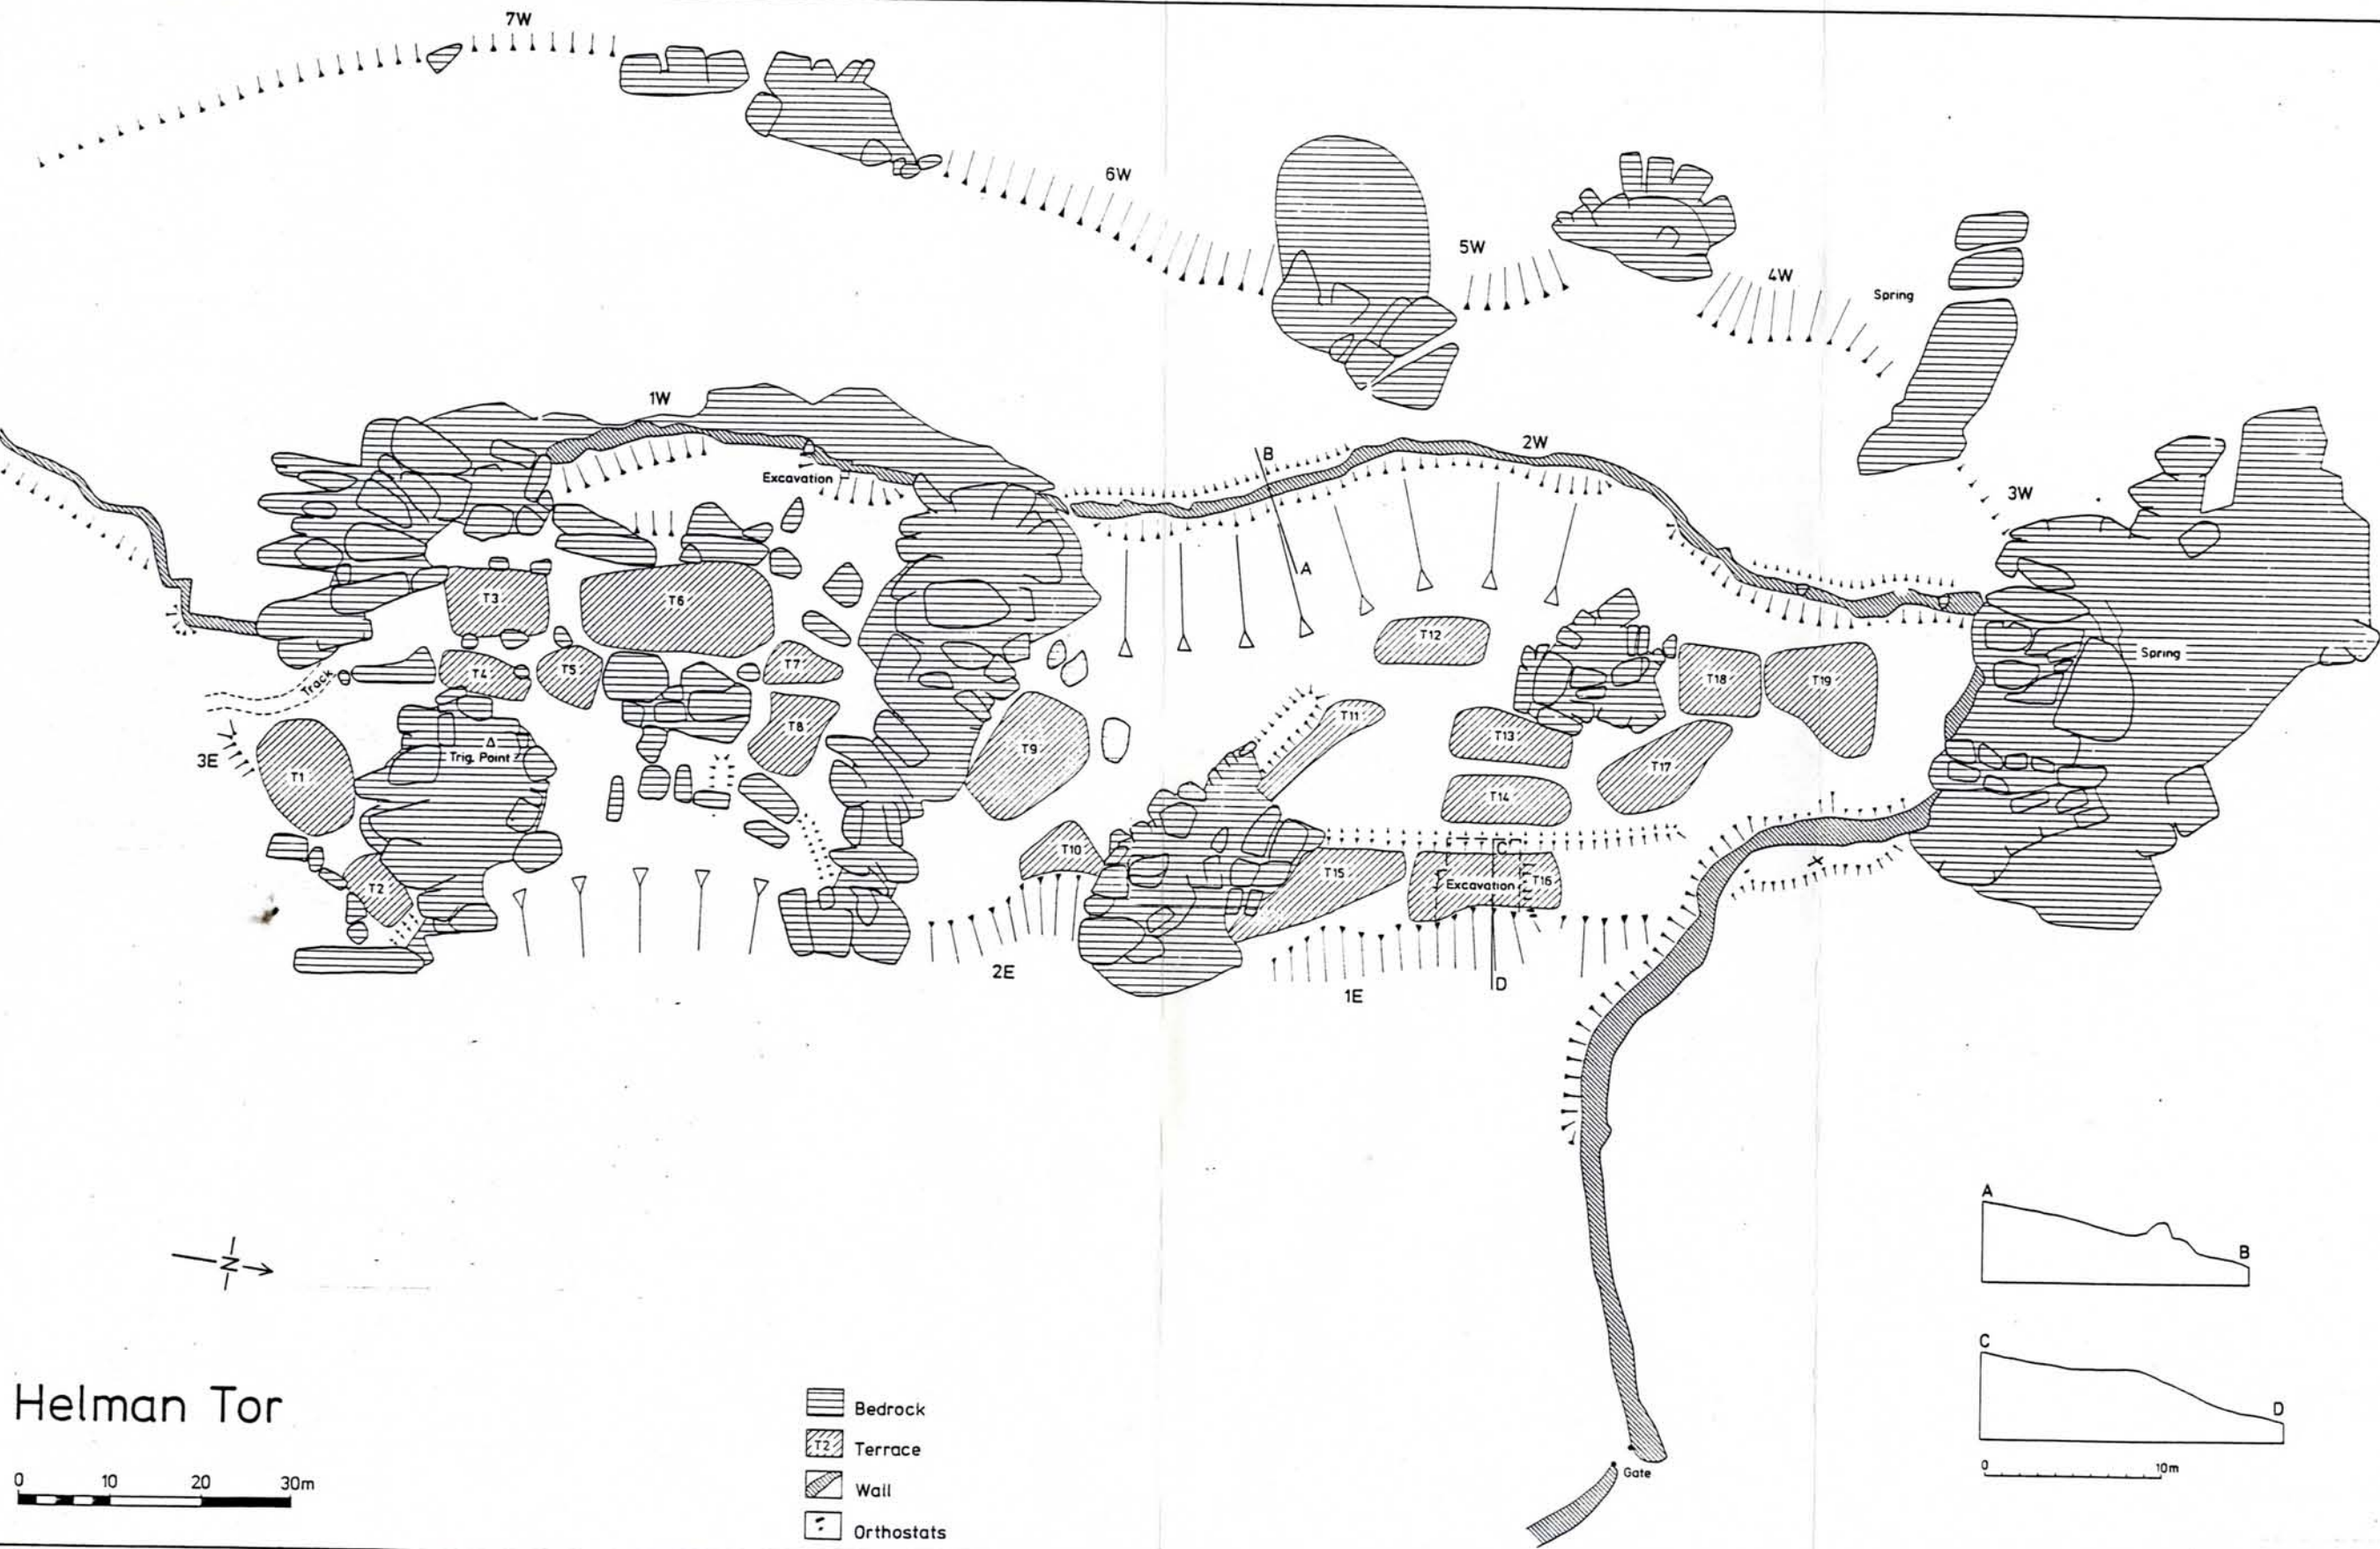 7W
6W
5W
4W
Spring
1W
B
2W
Excavation
3W
A
T3
T6
T12
Spring
T4
T5
T7
T18
T19
Track
T8
T11
T13
Trig. Point
3E
T1
T9
T17
T14
T10
C
T15
Excavation
T16
T2
2E
1E
D
A
B
N
C
D
Helman Tor
Bedrock
T2 Terrace
Wall
Orthostats
0 10 20 30m
Gate
0 10m